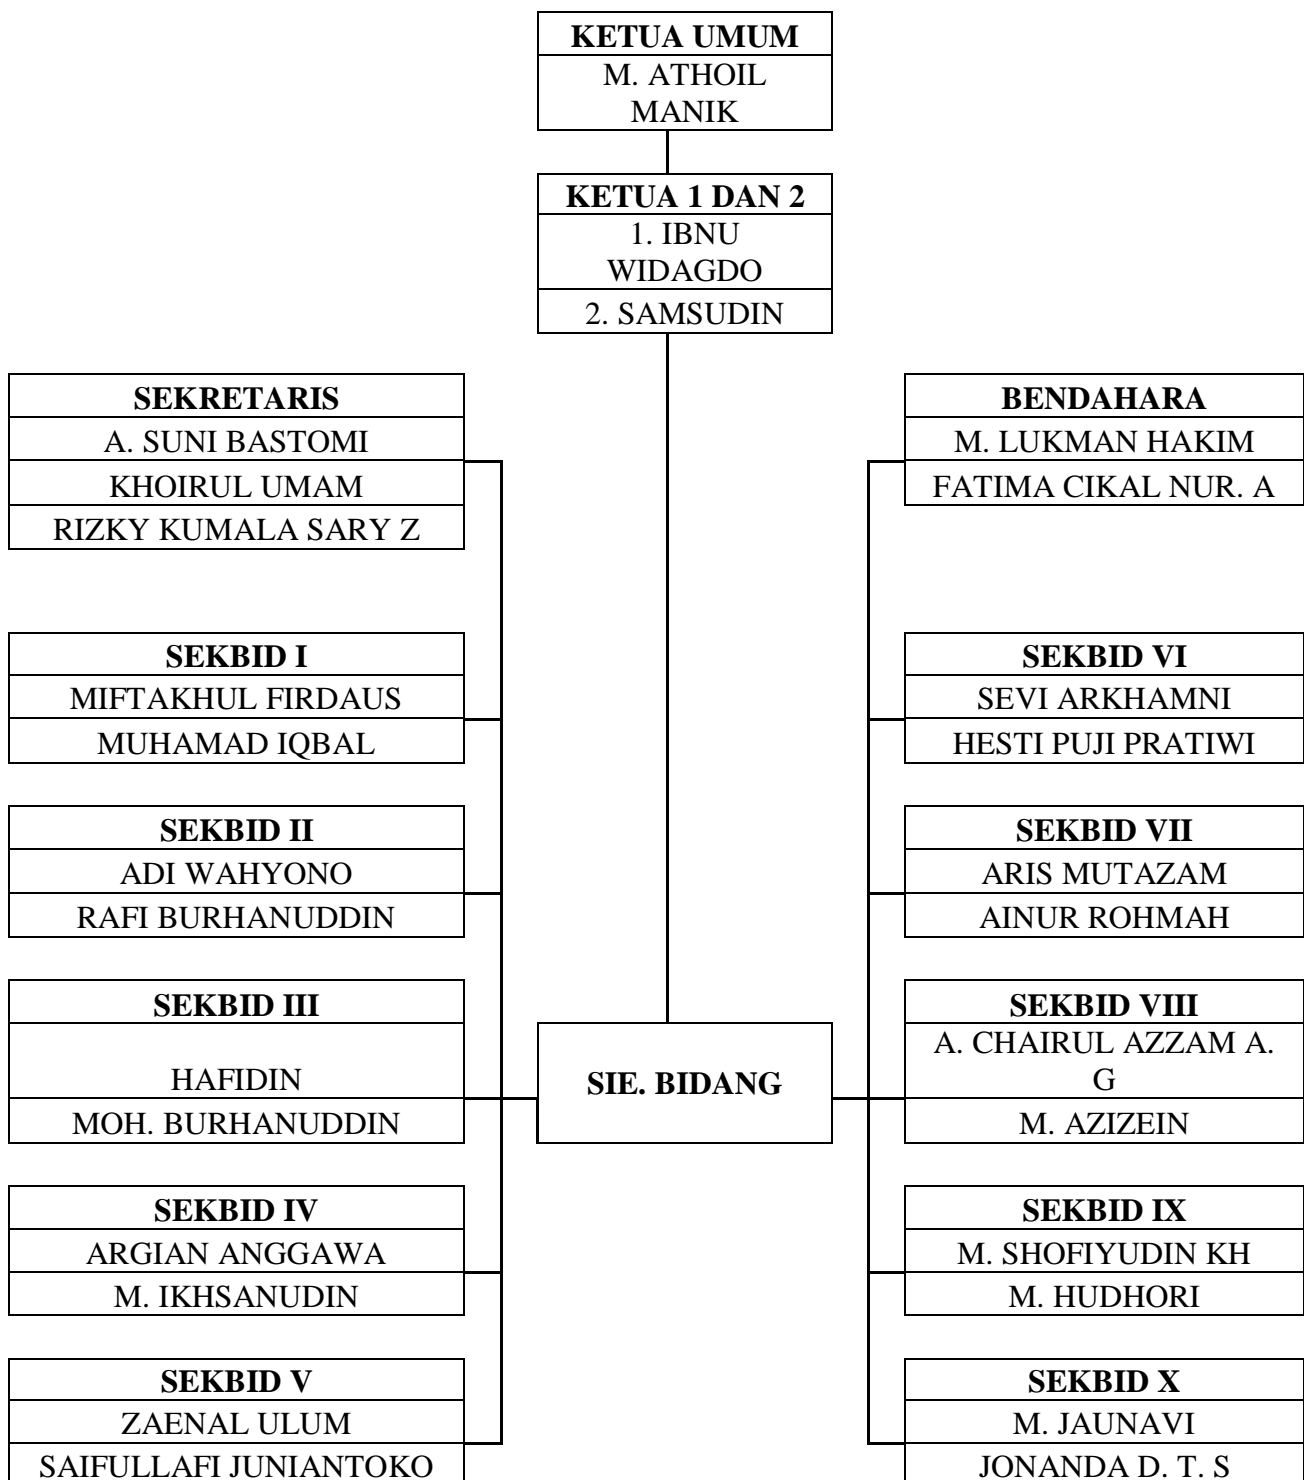 KETUA UMUM
M. ATHOIL
MANIK
KETUA 1 DAN 2
1. IBNU
WIDAGDO
2. SAMSUDIN
SEKRETARIS
A. SUNI BASTOMI
KHOIRUL UMAM
RIZKY KUMALA SARY Z
BENDAHARA
M. LUKMAN HAKIM
FATIMA CIKAL NUR. A
SEKBID I
MIFTAKHUL FIRDAUS
MUHAMAD IQBAL
SEKBID VI
SEVI ARKHAMNI
HESTI PUJI PRATIWI
SEKBID II
ADI WAHYONO
RAFI BURHANUDDIN
SEKBID VII
ARIS MUTAZAM
AINUR ROHMAH
SEKBID III
HAFIDIN
MOH. BURHANUDDIN
SIE. BIDANG
SEKBID VIII
A. CHAIRUL AZZAM A.
G
M. AZIZEIN
SEKBID IV
ARGIAN ANGGAWA
M. IKHSANUDIN
SEKBID IX
M. SHOFIYUDIN KH
M. HUDHORI
SEKBID V
ZAENAL ULUM
SAIFULLAFI JUNIANTOKO
SEKBID X
M. JAUNAVI
JONANDA D. T. S